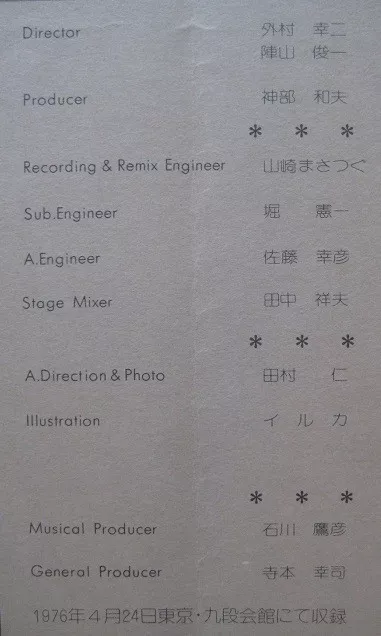 Director 外村 幸二
陣山 俊一
Producer 神部 和夫
* * *
Recording & Remix Engineer 山崎まさつぐ
Sub.Engineer 堀 憲一
A.Engineer 佐藤 幸彦
Stage Mixer 田中 祥夫
* * *
A.Direction & Photo 田村 仁
Illustration イルカ
* * *
Musical Producer 石川 鷹彦
General Producer 寺本 幸司
1976年4月24日東京・九段会館にて収録